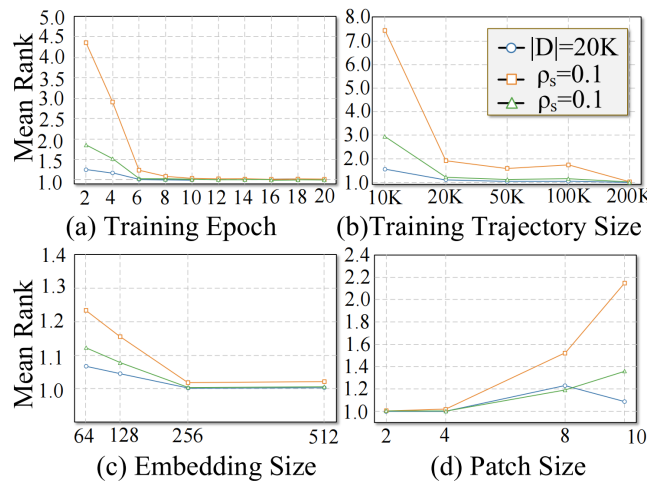 Mean Rank
5.0
4.5
4.0
3.5
3.0
2.5
2.0
1.5
1.0
2 4 6 8 10 12 14 16 18 20
(a) Training Epoch
8.0
7.0
6.0
5.0
4.0
3.0
2.0
1.0
10K 20K 50K 100K 200K
(b)Training Trajectory Size
|D|=20K
ρs=0.1
ρs=0.1
Mean Rank
1.4
1.3
1.2
1.1
1.0
64 128 256 512
(c) Embedding Size
2.4
2.2
2.0
1.8
1.6
1.4
1.2
1.0
2 4 8 10
(d) Patch Size